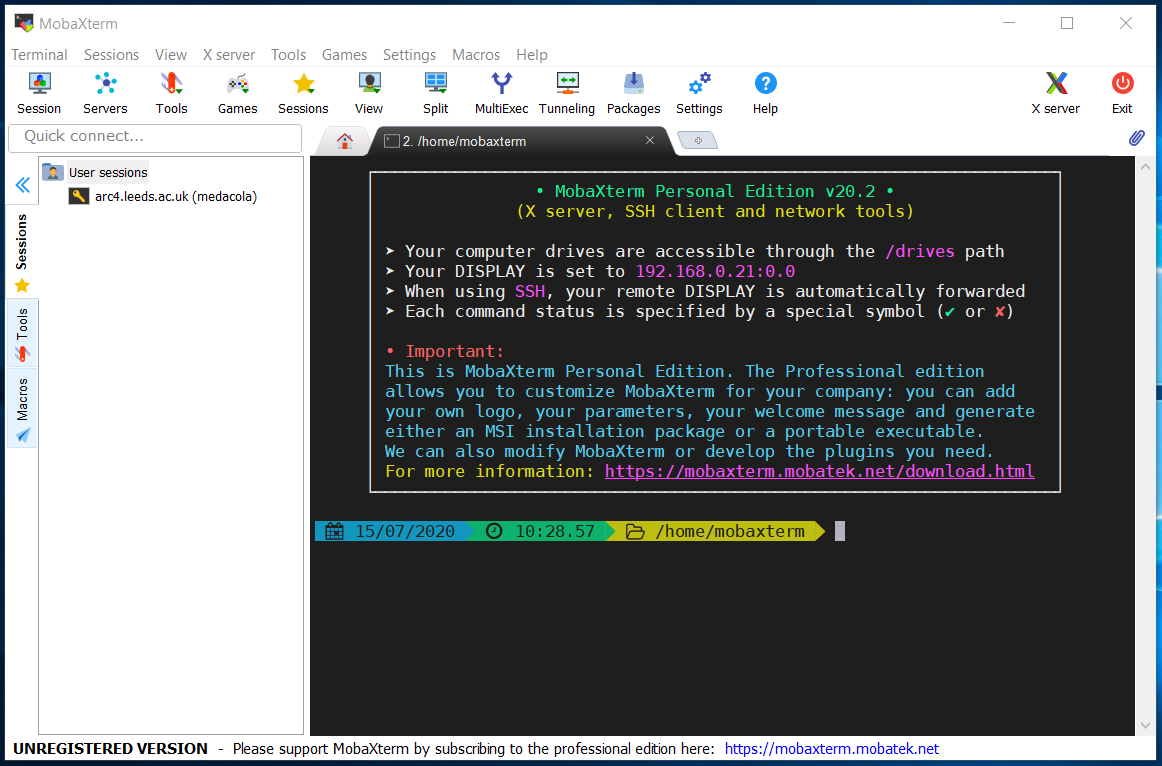 MobaXterm
Terminal Sessions View X server Tools Games Settings Macros Help
Session Servers Tools Games Sessions View Split MultiExec Tunneling Packages Settings Help X server Exit
Quick connect...
2. /home/mobaxterm
User sessions
arc4.leeds.ac.uk (medacola)
Sessions
Tools
Macros
• MobaXterm Personal Edition v20.2 •
(X server, SSH client and network tools)
➤ Your computer drives are accessible through the /drives path
➤ Your DISPLAY is set to 192.168.0.21:0.0
➤ When using SSH, your remote DISPLAY is automatically forwarded
➤ Each command status is specified by a special symbol (✔ or ✘)
• Important:
This is MobaXterm Personal Edition. The Professional edition
allows you to customize MobaXterm for your company: you can add
your own logo, your parameters, your welcome message and generate
either an MSI installation package or a portable executable.
We can also modify MobaXterm or develop the plugins you need.
For more information: https://mobaxterm.mobatek.net/download.html
15/07/2020 10:28.57 /home/mobaxterm
UNREGISTERED VERSION - Please support MobaXterm by subscribing to the professional edition here: https://mobaxterm.mobatek.net